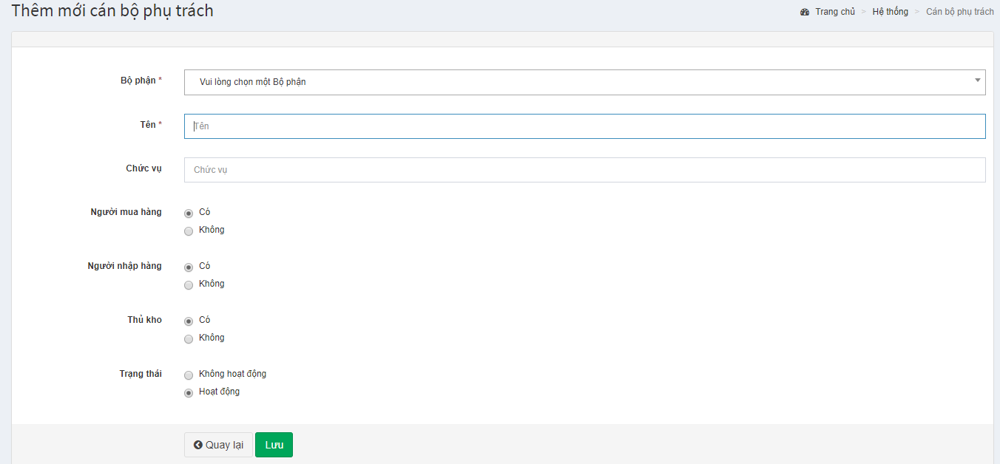 Thêm mới cán bộ phụ trách
Trang chủ > Hệ thống > Cán bộ phụ trách
Bộ phận * Vui lòng chọn một Bộ phận
Tên * Tên
Chức vụ Chức vụ
Người mua hàng Có
Không
Người nhập hàng Có
Không
Thủ kho Có
Không
Trạng thái Không hoạt động
Hoạt động
Quay lại Lưu